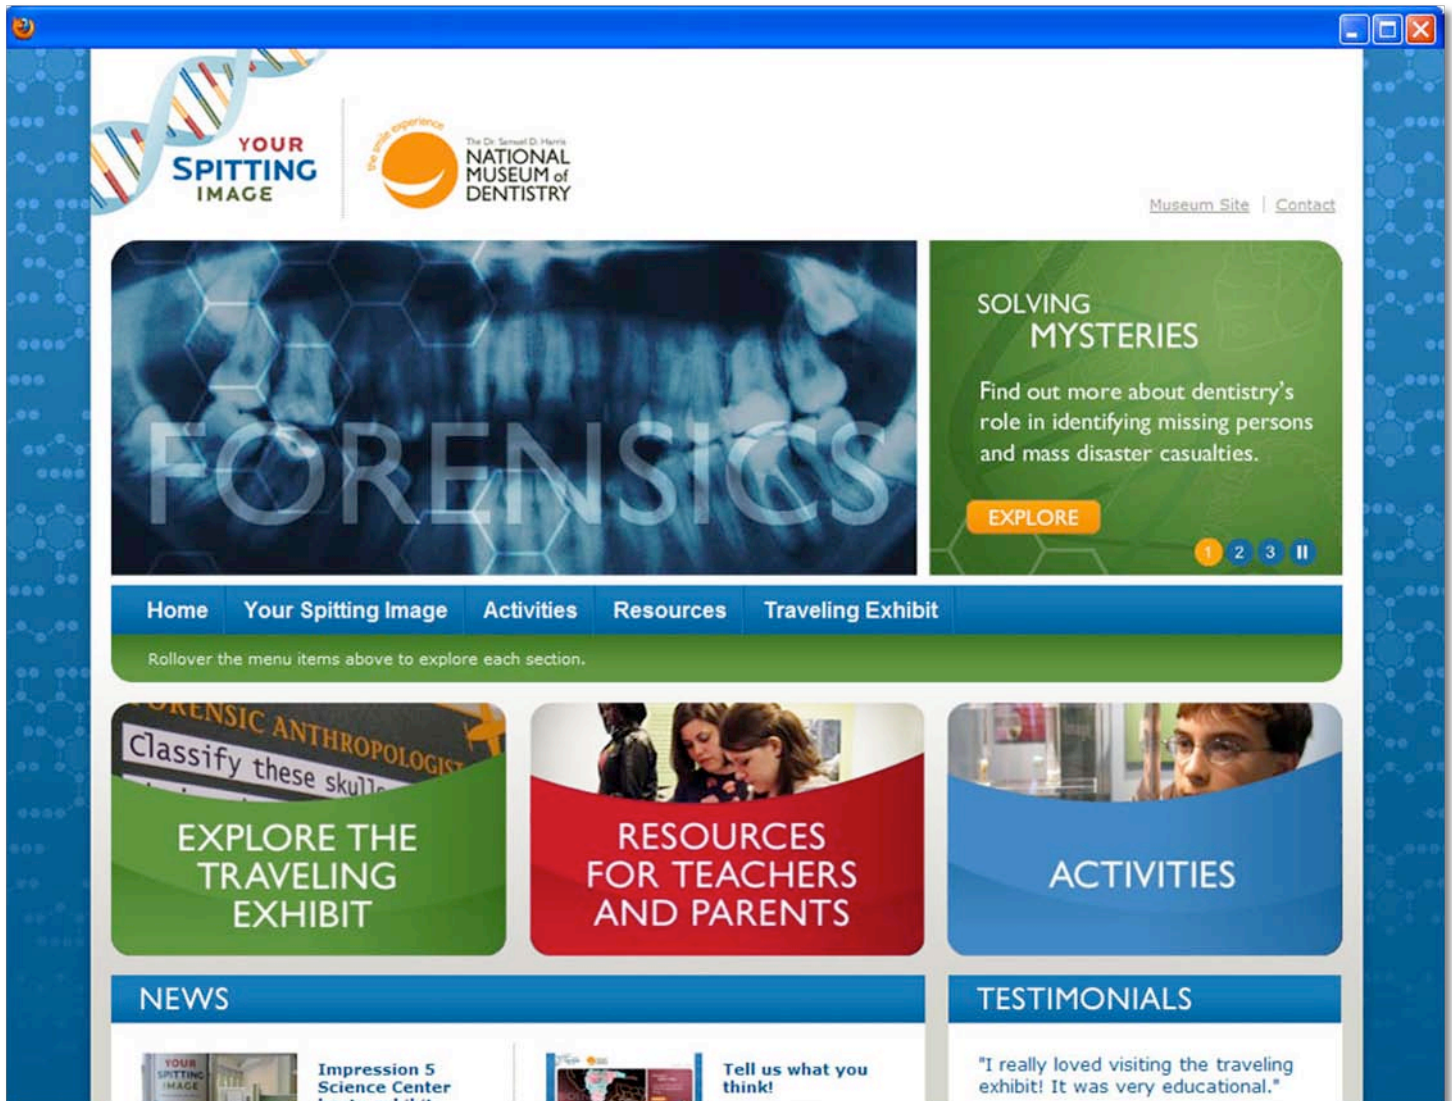 YOUR
SPITTING
IMAGE
the smile experience
The Dr. Samuel D. Harris
NATIONAL
MUSEUM of
DENTISTRY
Museum Site | Contact
FORENSICS
SOLVING
MYSTERIES
Find out more about dentistry's
role in identifying missing persons
and mass disaster casualties.
EXPLORE
1 2 3
Home Your Spitting Image Activities Resources Traveling Exhibit
Rollover the menu items above to explore each section.
FORENSIC ANTHROPOLOGIST
Classify these skulls
EXPLORE THE
TRAVELING
EXHIBIT
RESOURCES
FOR TEACHERS
AND PARENTS
ACTIVITIES
NEWS
YOUR
SPITTING
IMAGE
Impression 5
Science Center
Tell us what you
think!
TESTIMONIALS
"I really loved visiting the traveling
exhibit! It was very educational."